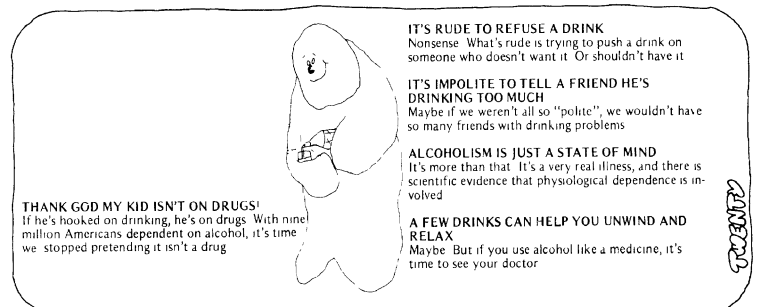 THANK GOD MY KID ISN'T ON DRUGS!
If he's hooked on drinking, he's on drugs With nine
million Americans dependent on alcohol, it's time
we stopped pretending it isn't a drug
IT'S RUDE TO REFUSE A DRINK
Nonsense What's rude is trying to push a drink on
someone who doesn't want it Or shouldn't have it
IT'S IMPOLITE TO TELL A FRIEND HE'S
DRINKING TOO MUCH
Maybe if we weren't all so "polite", we wouldn't have
so many friends with drinking problems
ALCOHOLISM IS JUST A STATE OF MIND
It's more than that It's a very real illness, and there is
scientific evidence that physiological dependence is in-
volved
A FEW DRINKS CAN HELP YOU UNWIND AND
RELAX
Maybe But if you use alcohol like a medicine, it's
time to see your doctor
TWENTY